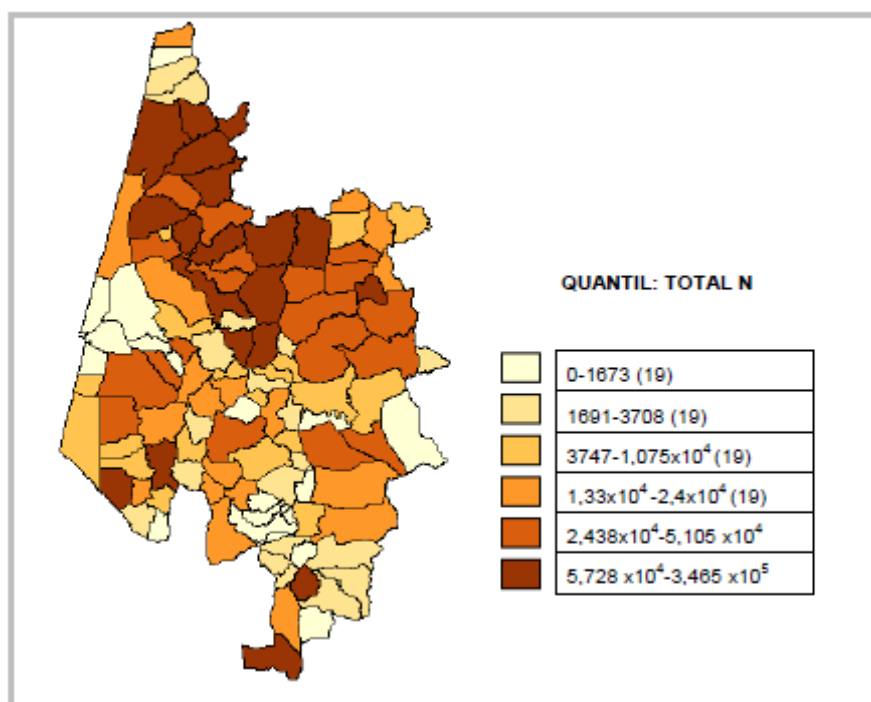 QUANTIL: TOTAL N
0-1673 (19)
1691-3708 (19)
3747-1,075x10⁴ (19)
1,33x10⁴-2,4x10⁴ (19)
2,438x10⁴-5,105 x10⁴
5,728 x10⁴-3,465 x10⁵